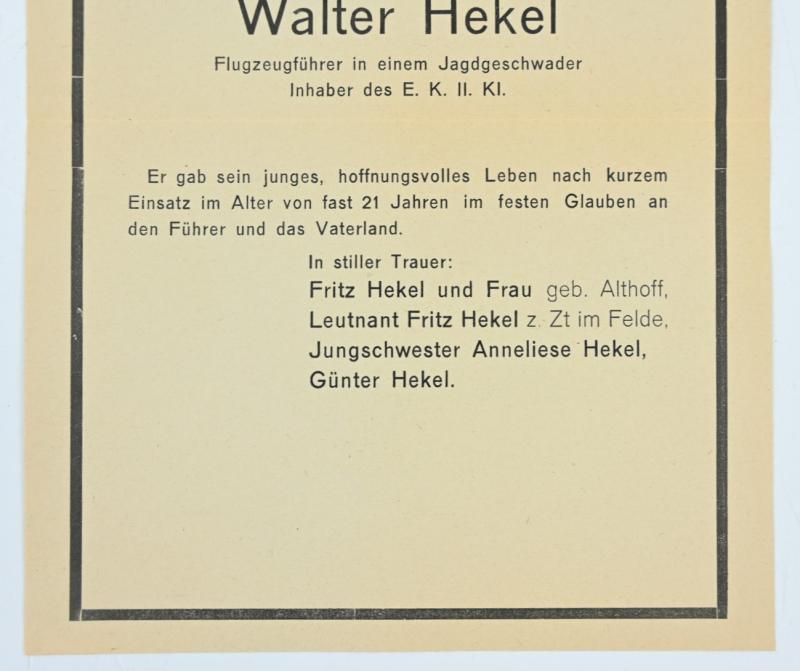 Walter Hekel
Flugzeugführer in einem Jagdgeschwader
Inhaber des E. K. II. Kl.
Er gab sein junges, hoffnungsvolles Leben nach kurzem
Einsatz im Alter von fast 21 Jahren im festen Glauben an
den Führer und das Vaterland.
In stiller Trauer:
Fritz Hekel und Frau geb. Althoff,
Leutnant Fritz Hekel z. Zt im Felde,
Jungschwester Anneliese Hekel,
Günter Hekel.